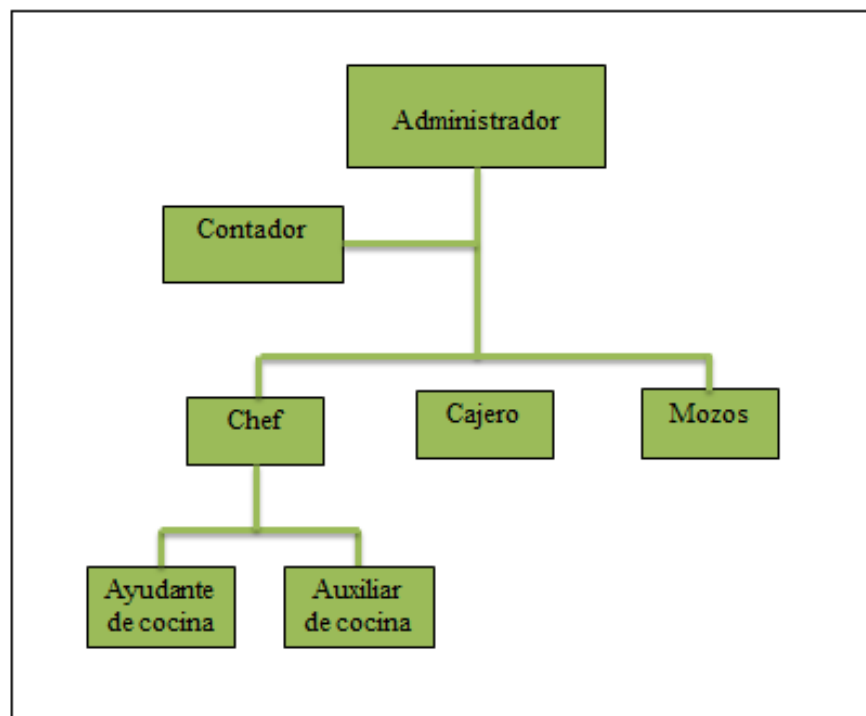 Administrador
Contador
Chef
Cajero
Mozos
Ayudante
de cocina
Auxiliar
de cocina